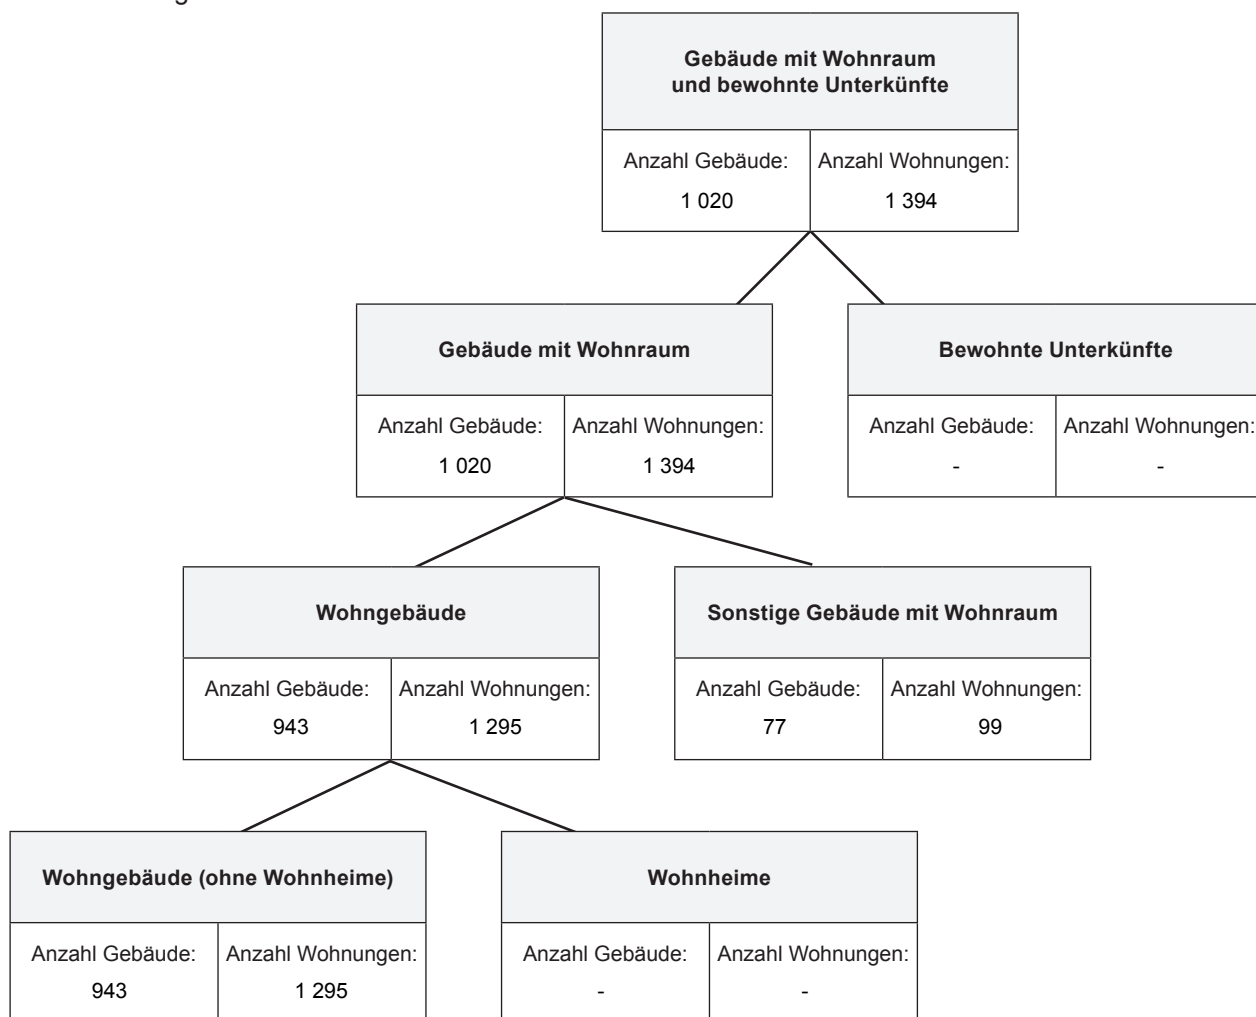 Gebäude mit Wohnraum
und bewohnte Unterkünfte
Anzahl Gebäude: Anzahl Wohnungen:
1 020 1 394
Gebäude mit Wohnraum
Anzahl Gebäude: Anzahl Wohnungen:
1 020 1 394
Bewohnte Unterkünfte
Anzahl Gebäude: Anzahl Wohnungen:
- -
Wohngebäude
Anzahl Gebäude: Anzahl Wohnungen:
943 1 295
Sonstige Gebäude mit Wohnraum
Anzahl Gebäude: Anzahl Wohnungen:
77 99
Wohngebäude (ohne Wohnheime)
Anzahl Gebäude: Anzahl Wohnungen:
943 1 295
Wohnheime
Anzahl Gebäude: Anzahl Wohnungen:
- -